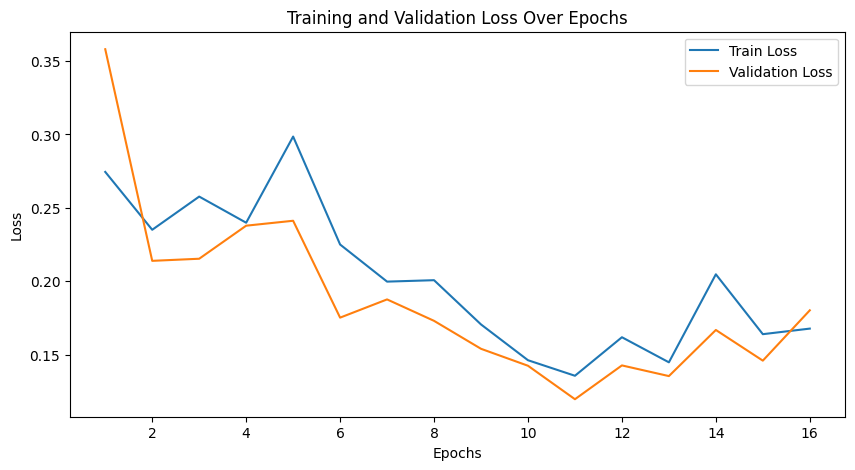 Training and Validation Loss Over Epochs
Train Loss
Validation Loss
0.35
0.30
0.25
0.20
0.15
Loss
2 4 6 8 10 12 14 16
Epochs